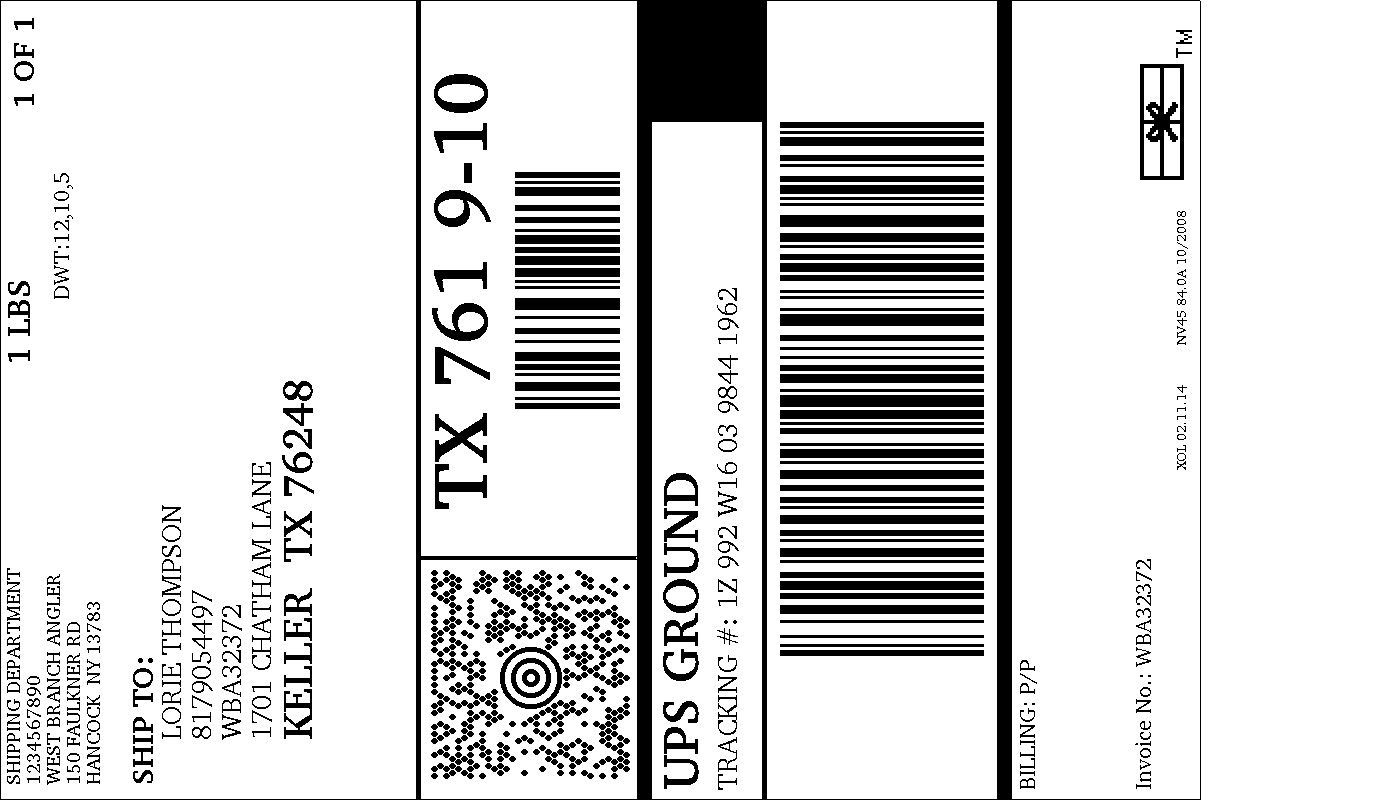 SHIPPING DEPARTMENT
1234567890
WEST BRANCH ANGLER
150 FAULKNER RD
HANCOCK NY 13783
1 LBS
1 OF 1
DWT:12,10,5
SHIP TO:
LORIE THOMPSON
8179054497
WBA32372
1701 CHATHAM LANE
KELLER TX 76248
TX 761 9-10
UPS GROUND
TRACKING #: 1Z 992 W16 03 9844 1962
BILLING: P/P
Invoice No.: WBA32372
XOL 02.11.14 NV45 84.0A 10/2008
TM